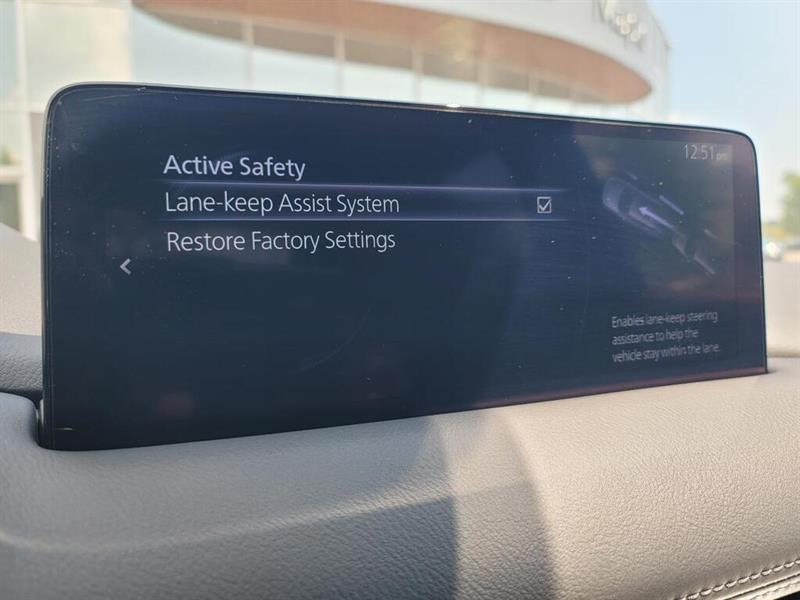 12:51 pm
Active Safety
Lane-keep Assist System
Restore Factory Settings
Enables lane-keep steering
assistance to help the
vehicle stay within the lane.